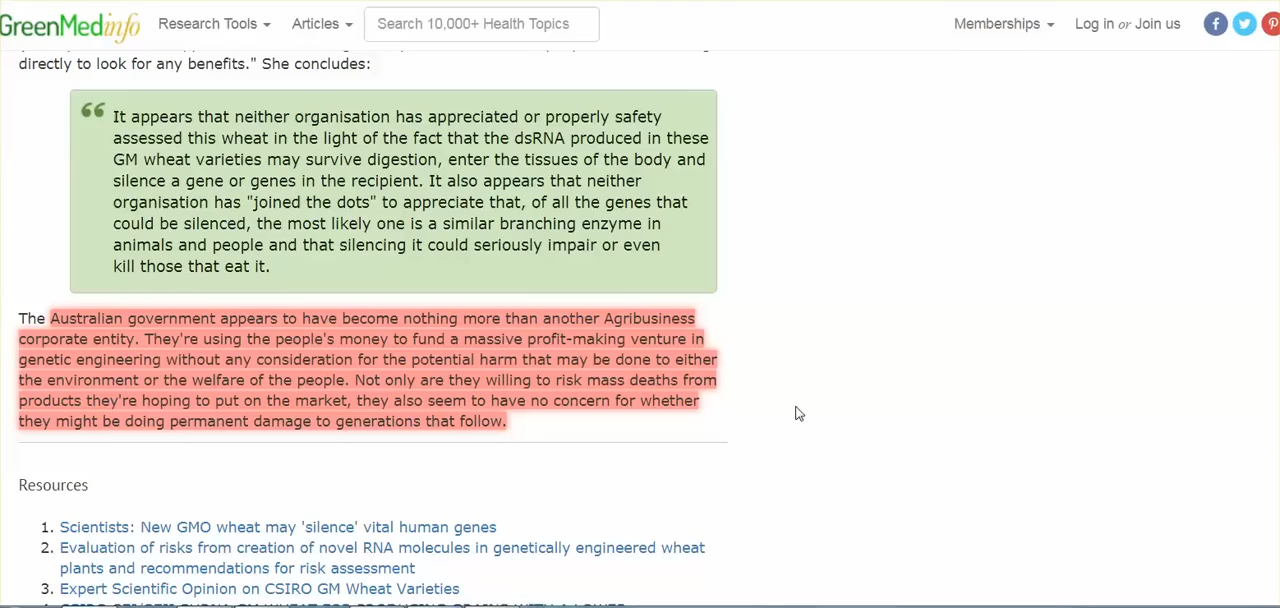 GreenMedinfo Research Tools Articles Search 10,000+ Health Topics Memberships Log in or Join us
directly to look for any benefits." She concludes:
It appears that neither organisation has appreciated or properly safety
assessed this wheat in the light of the fact that the dsRNA produced in these
GM wheat varieties may survive digestion, enter the tissues of the body and
silence a gene or genes in the recipient. It also appears that neither
organisation has "joined the dots" to appreciate that, of all the genes that
could be silenced, the most likely one is a similar branching enzyme in
animals and people and that silencing it could seriously impair or even
kill those that eat it.
The Australian government appears to have become nothing more than another Agribusiness
corporate entity. They're using the people's money to fund a massive profit-making venture in
genetic engineering without any consideration for the potential harm that may be done to either
the environment or the welfare of the people. Not only are they willing to risk mass deaths from
products they're hoping to put on the market, they also seem to have no concern for whether
they might be doing permanent damage to generations that follow.
Resources
1. Scientists: New GMO wheat may 'silence' vital human genes
2. Evaluation of risks from creation of novel RNA molecules in genetically engineered wheat
plants and recommendations for risk assessment
3. Expert Scientific Opinion on CSIRO GM Wheat Varieties